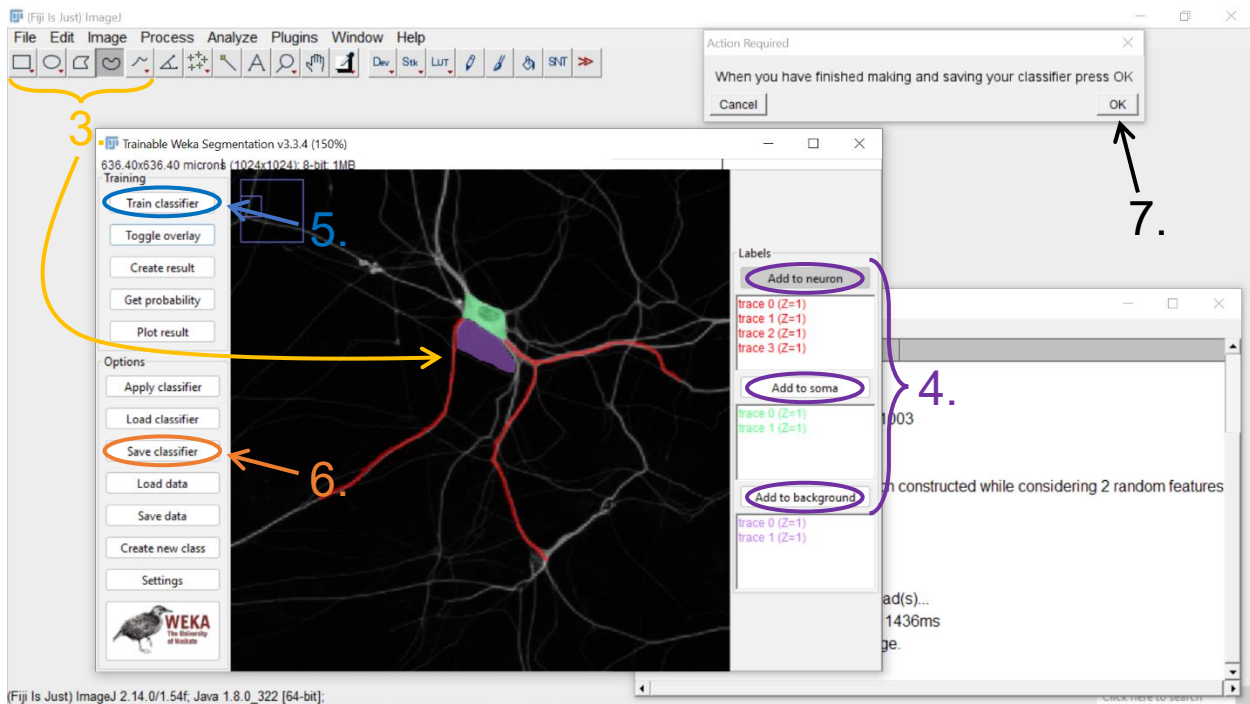 (Fiji Is Just) ImageJ
File Edit Image Process Analyze Plugins Window Help
Dev Stk LUT SNT
Action Required
When you have finished making and saving your classifier press OK
Cancel OK
3.
7.
Trainable Weka Segmentation v3.3.4 (150%)
636.40x636.40 microns (1024x1024); 8-bit; 1MB
Training
Train classifier
5.
Toggle overlay
Create result
Get probability
Plot result
Options
Apply classifier
Load classifier
Save classifier
6.
Load data
Save data
Create new class
Settings
WEKA
The University
of Waikato
Labels
Add to neuron
trace 0 (Z=1)
trace 1 (Z=1)
trace 2 (Z=1)
trace 3 (Z=1)
Add to soma
4.
trace 0 (Z=1)
trace 1 (Z=1)
Add to background
trace 0 (Z=1)
trace 1 (Z=1)
1003
constructed while considering 2 random features
ad(s)...
1436ms
ge.
(Fiji Is Just) ImageJ 2.14.0/1.54f; Java 1.8.0_322 [64-bit];
Click here to search